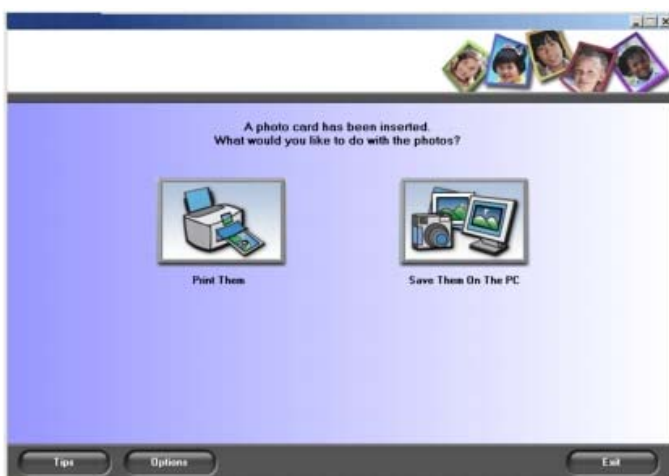 A photo card has been inserted.
What would you like to do with the photos?
Print Them
Save Them On The PC
Tips
Options
Exit